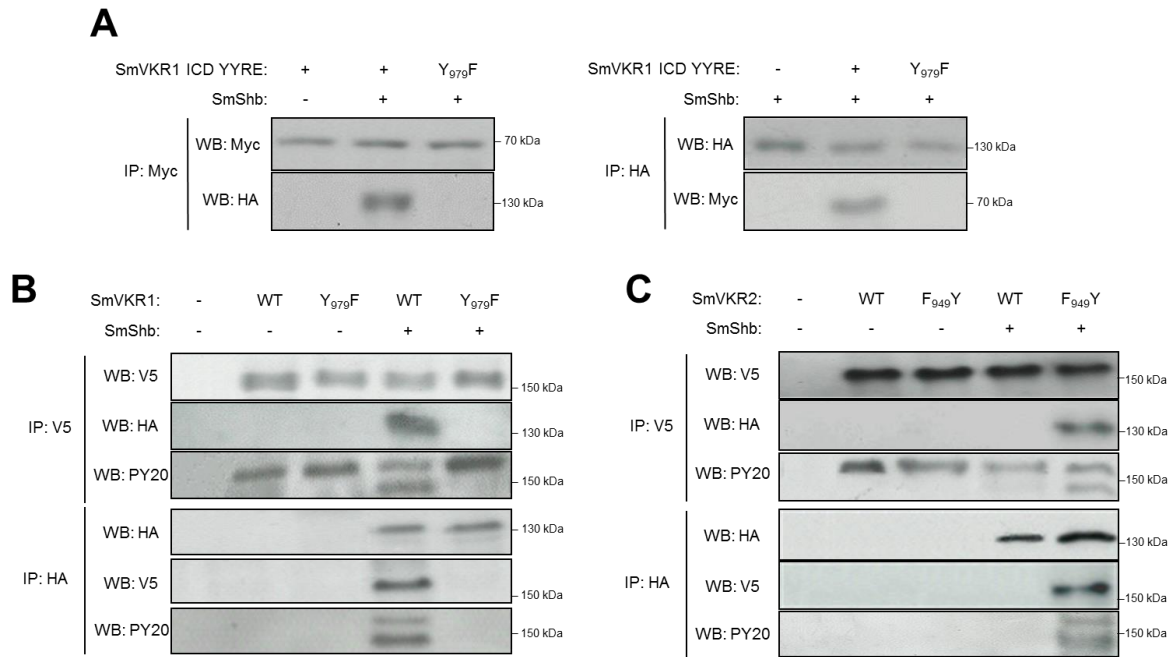 A
SmVKR1 ICD YYRE: + + Y979F
SmShb: - + +
IP: Myc
WB: Myc
70 kDa
WB: HA
130 kDa
SmVKR1 ICD YYRE: - + Y979F
SmShb: + + +
IP: HA
WB: HA
130 kDa
WB: Myc
70 kDa
B
SmVKR1: - WT Y979F WT Y979F
SmShb: - - - + +
IP: V5
WB: V5
150 kDa
WB: HA
130 kDa
WB: PY20
150 kDa
IP: HA
WB: HA
130 kDa
WB: V5
150 kDa
WB: PY20
150 kDa
C
SmVKR2: - WT F949Y WT F949Y
SmShb: - - - + +
IP: V5
WB: V5
150 kDa
WB: HA
130 kDa
WB: PY20
150 kDa
IP: HA
WB: HA
130 kDa
WB: V5
150 kDa
WB: PY20
150 kDa